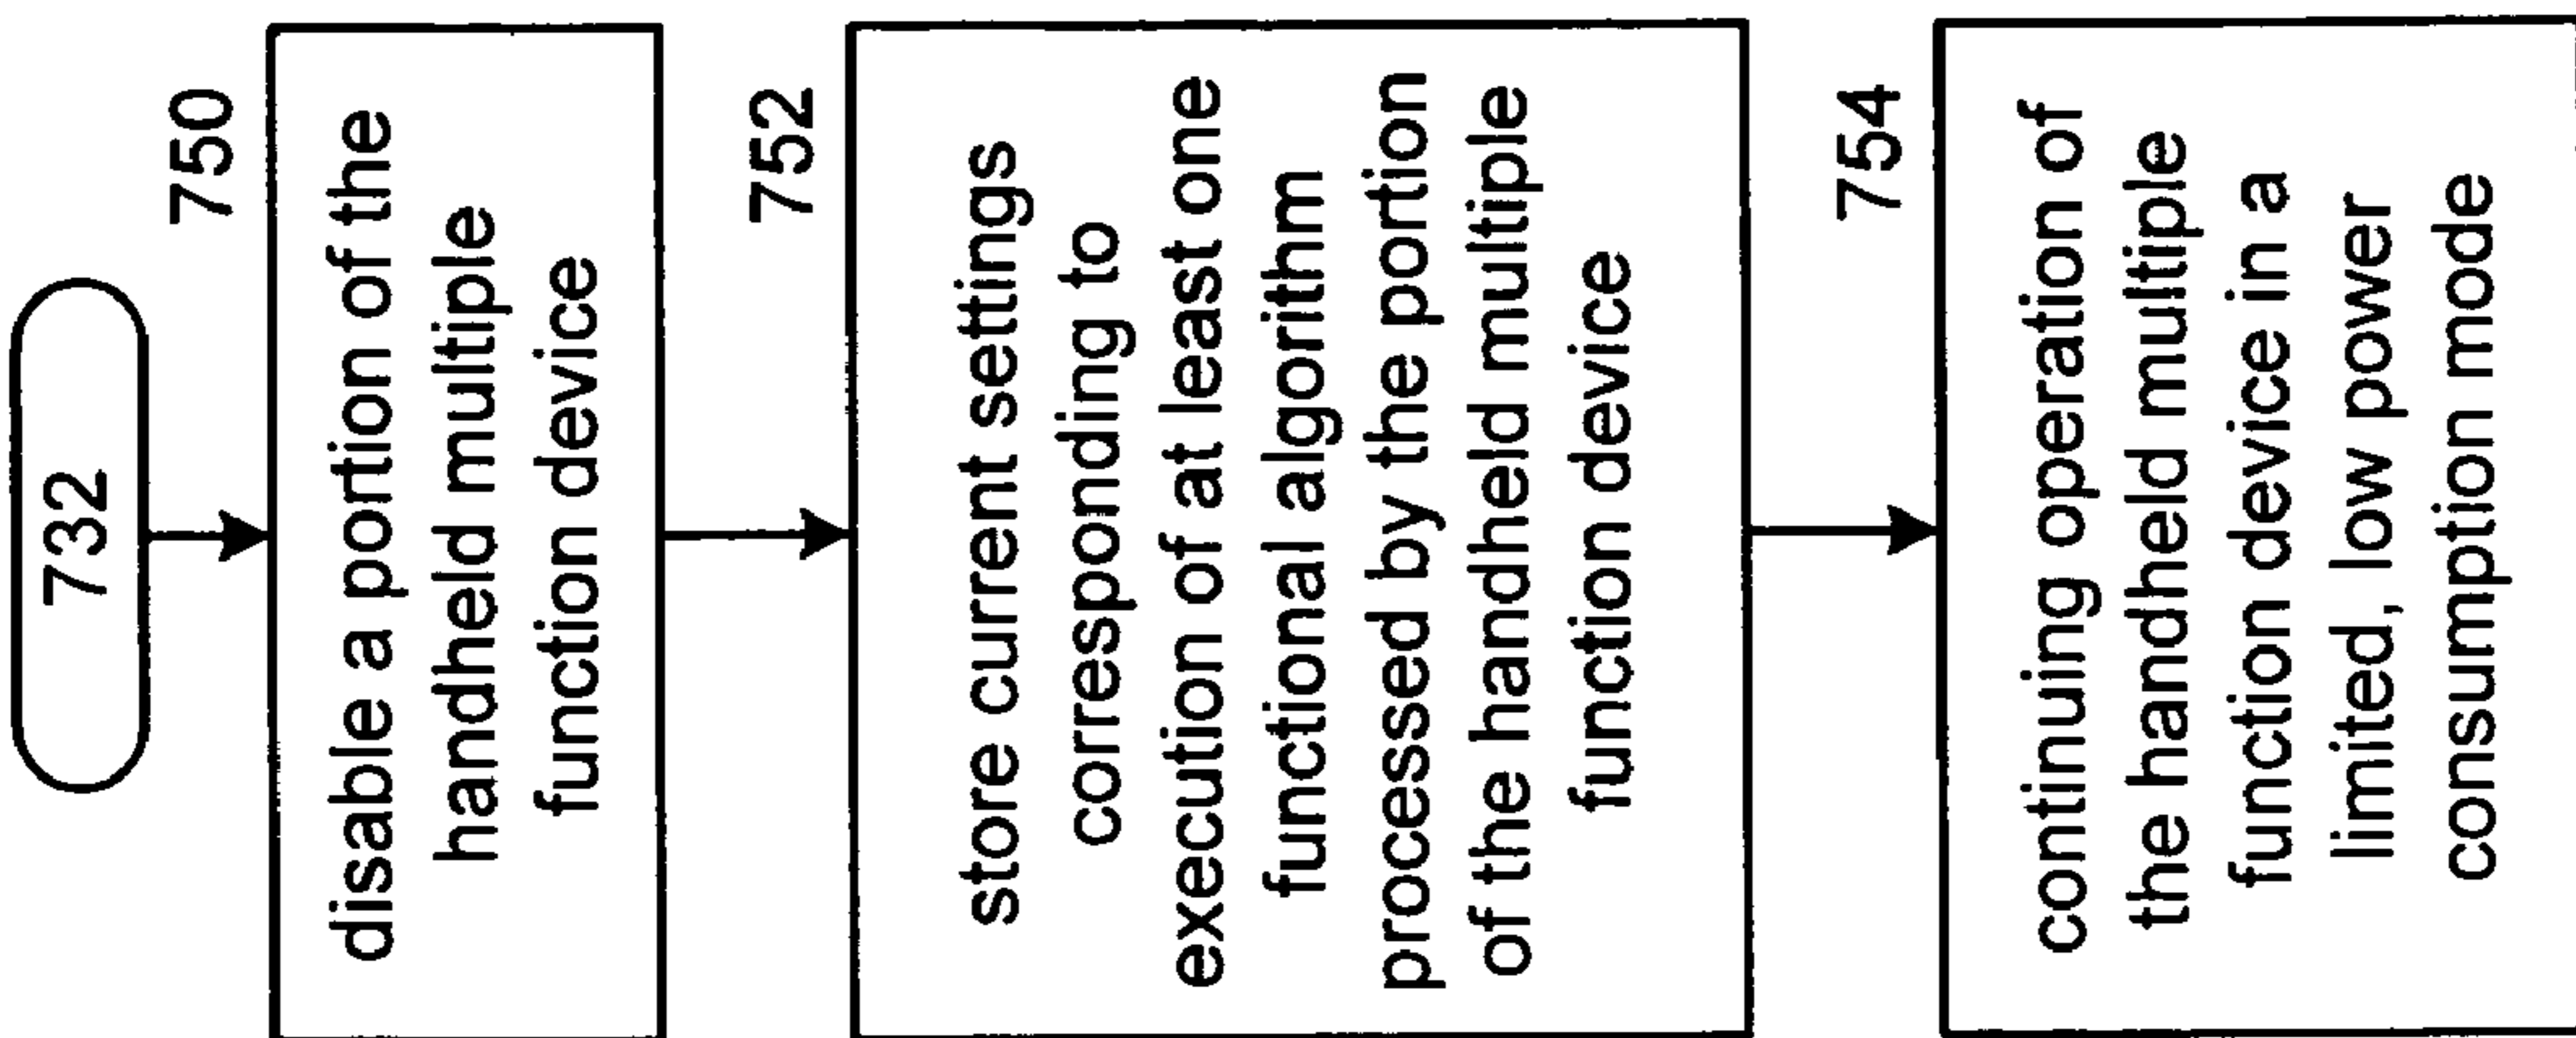 732
750
disable a portion of the
handheld multiple
function device
752
store current settings
corresponding to
execution of at least one
functional algorithm
processed by the portion
of the handheld multiple
function device
754
continuing operation of
the handheld multiple
function device in a
limited, low power
consumption mode